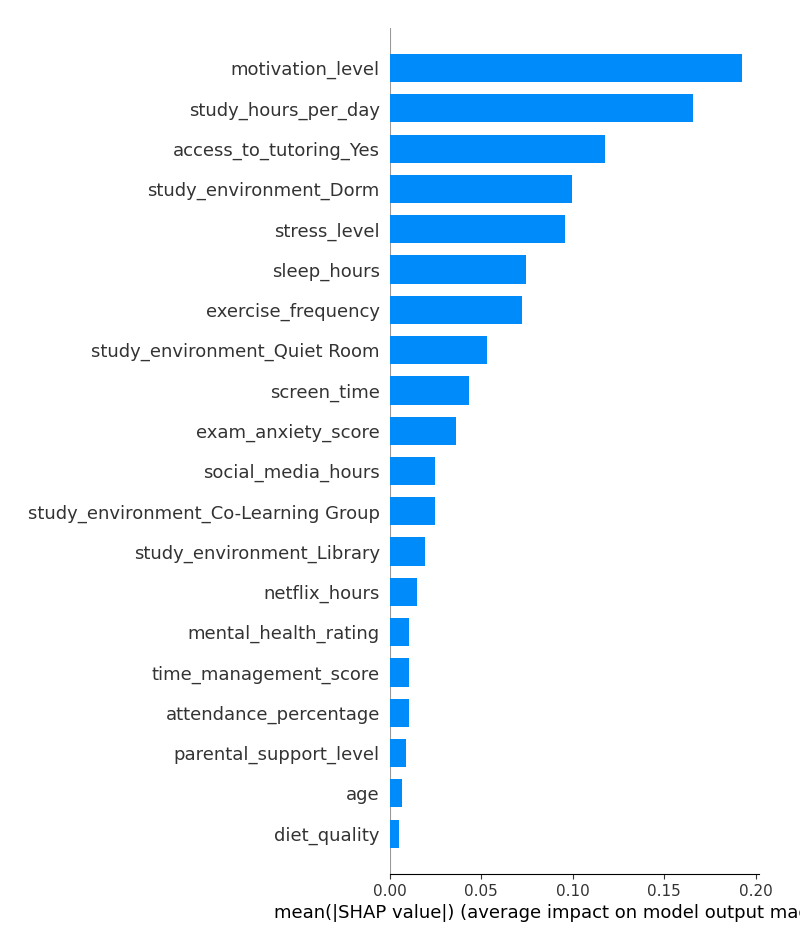 motivation_level
study_hours_per_day
access_to_tutoring_Yes
study_environment_Dorm
stress_level
sleep_hours
exercise_frequency
study_environment_Quiet Room
screen_time
exam_anxiety_score
social_media_hours
study_environment_Co-Learning Group
study_environment_Library
netflix_hours
mental_health_rating
time_management_score
attendance_percentage
parental_support_level
age
diet_quality
0.00 0.05 0.10 0.15 0.20
mean(|SHAP value|) (average impact on model output